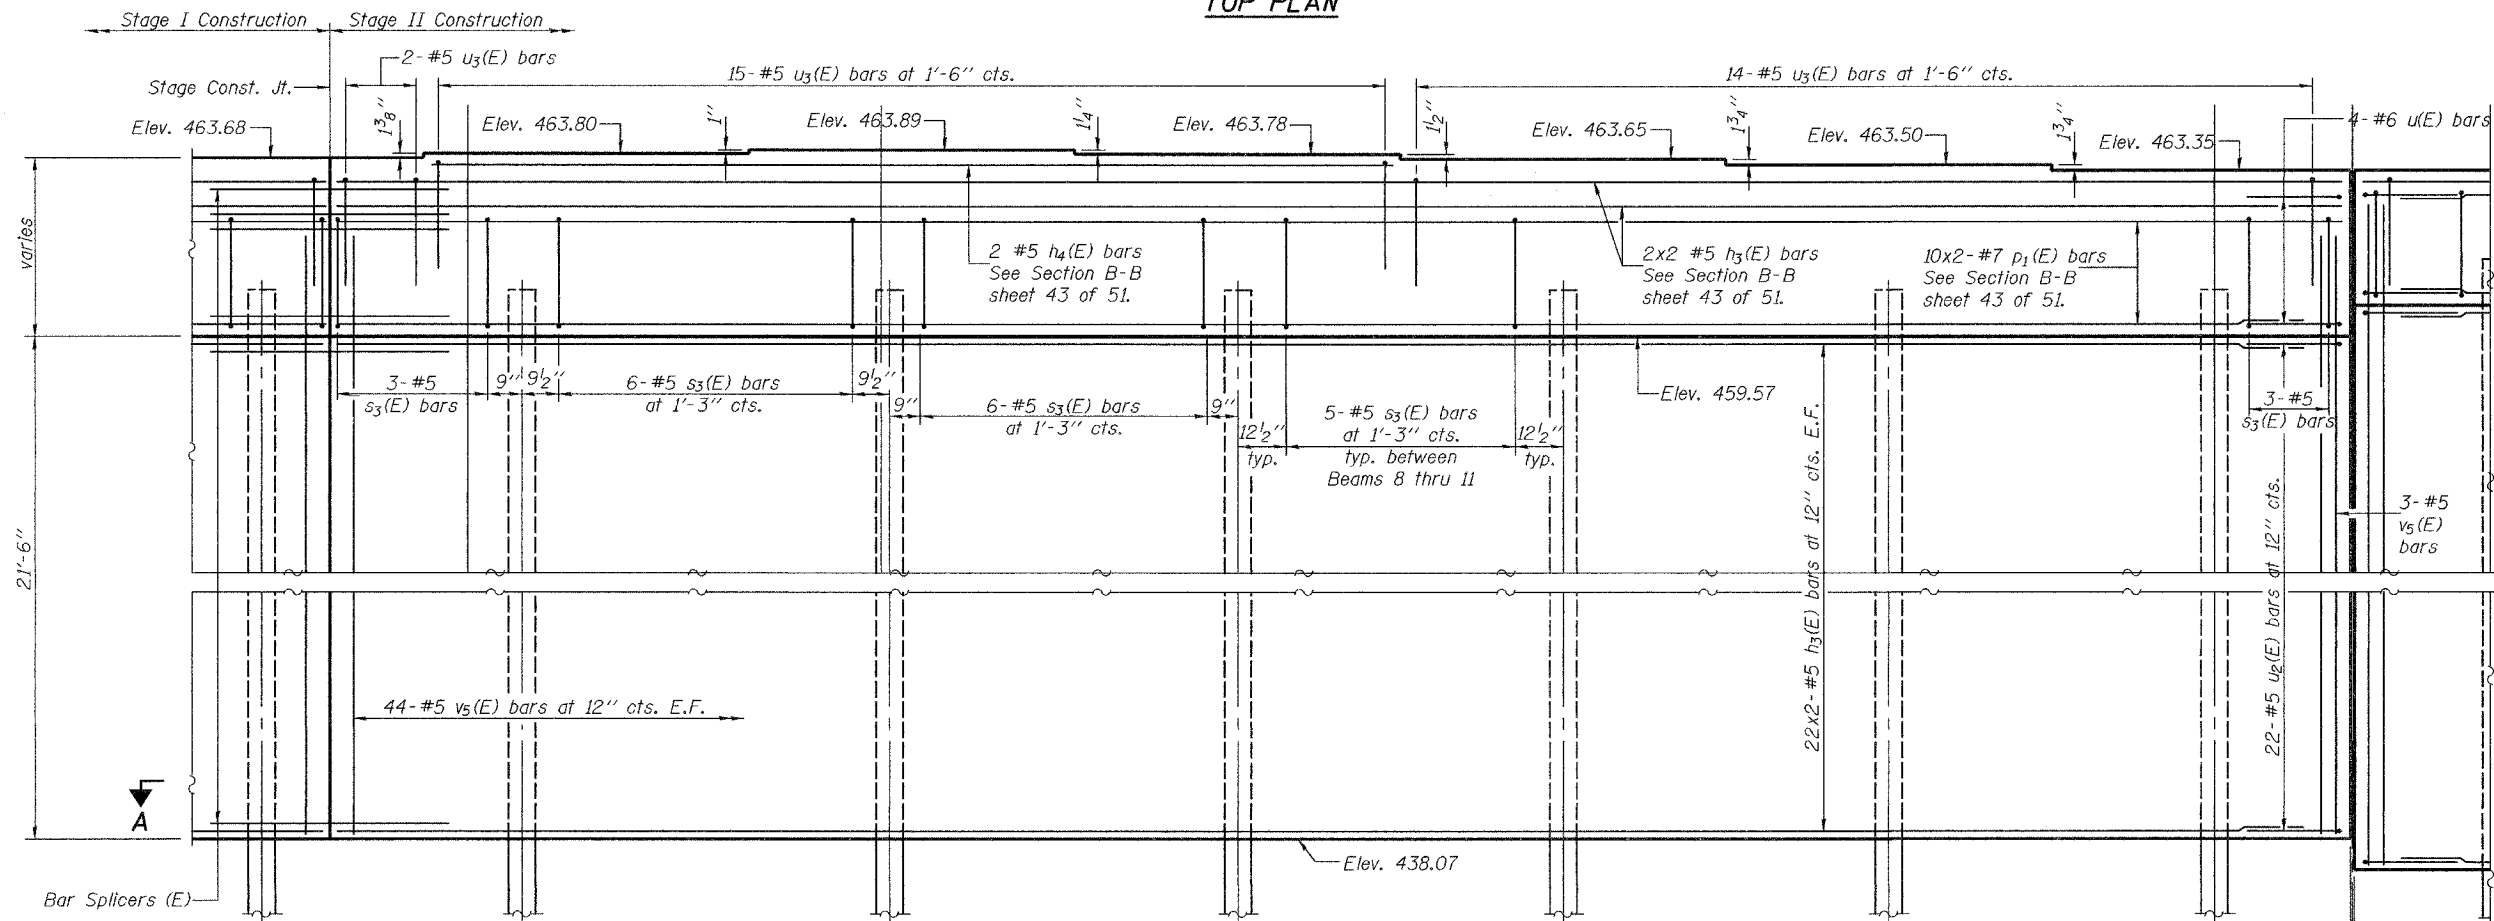 TOP PLAN
Stage I Construction
Stage II Construction
2-#5 u3(E) bars
Stage Const. Jt.
15-#5 u3(E) bars at 1'-6" cts.
14-#5 u3(E) bars at 1'-6" cts.
Elev. 463.68
1 3/8"
Elev. 463.80
1"
Elev. 463.89
1 1/4"
Elev. 463.78
1 1/2"
Elev. 463.65
1 3/4"
Elev. 463.50
1 3/4"
Elev. 463.35
4-#6 u(E) bars
varies
2 #5 h4(E) bars
See Section B-B
sheet 43 of 51.
2x2 #5 h3(E) bars
See Section B-B
sheet 43 of 51.
10x2-#7 p1(E) bars
See Section B-B
sheet 43 of 51.
3-#5
s3(E) bars
9"
9 1/2"
6-#5 s3(E) bars
at 1'-3" cts.
9 1/2"
9"
6-#5 s3(E) bars
at 1'-3" cts.
9"
12 1/2"
typ.
5-#5 s3(E) bars
at 1'-3" cts.
typ. between
Beams 8 thru 11
12 1/2"
typ.
Elev. 459.57
3-#5
s3(E) bars
21'-6"
22x2-#5 h3(E) bars at 12" cts. E.F.
22-#5 u2(E) bars at 12" cts.
3-#5
v5(E)
bars
44-#5 v5(E) bars at 12" cts. E.F.
A
Elev. 438.07
Bar Splicers (E)